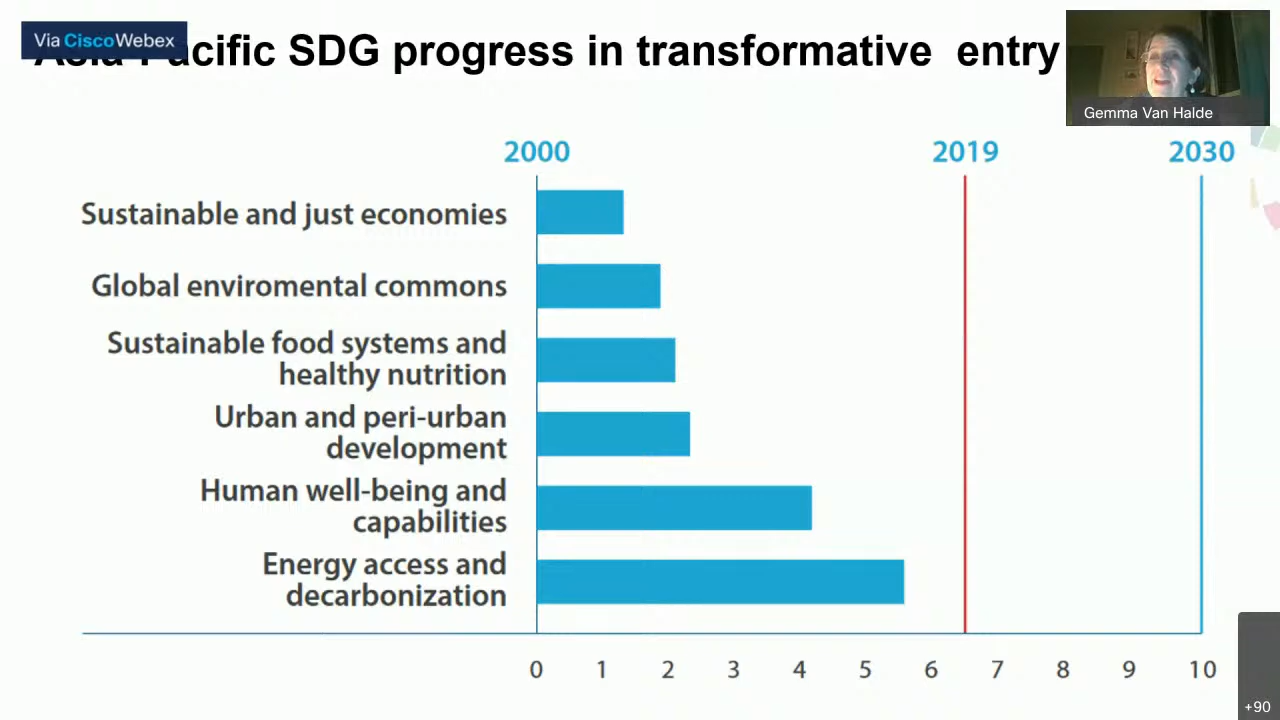 Via CiscoWebex
Pacific SDG progress in transformative entry
Gemma Van Halde
2000 2019 2030
Sustainable and just economies
Global enviromental commons
Sustainable food systems and
healthy nutrition
Urban and peri-urban
development
Human well-being and
capabilities
Energy access and
decarbonization
0 1 2 3 4 5 6 7 8 9 10
+90